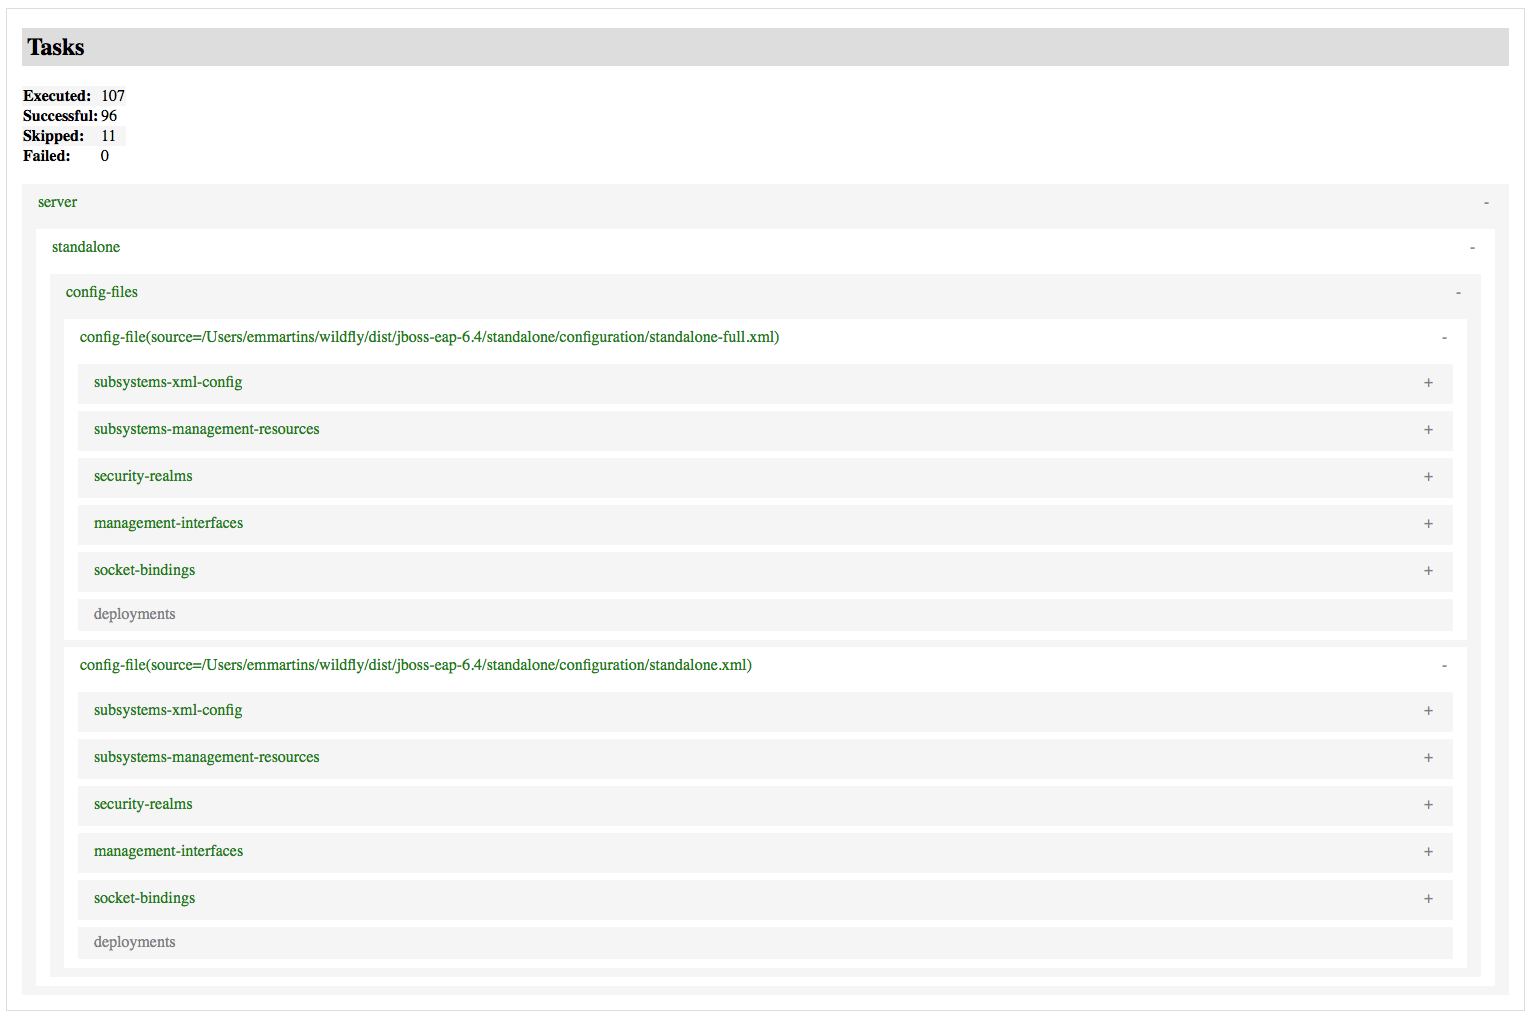 Tasks
Executed: 107
Successful: 96
Skipped: 11
Failed: 0
server -
standalone -
config-files -
config-file(source=/Users/emmartins/wildfly/dist/jboss-eap-6.4/standalone/configuration/standalone-full.xml) -
subsystems-xml-config +
subsystems-management-resources +
security-realms +
management-interfaces +
socket-bindings +
deployments
config-file(source=/Users/emmartins/wildfly/dist/jboss-eap-6.4/standalone/configuration/standalone.xml) -
subsystems-xml-config +
subsystems-management-resources +
security-realms +
management-interfaces +
socket-bindings +
deployments